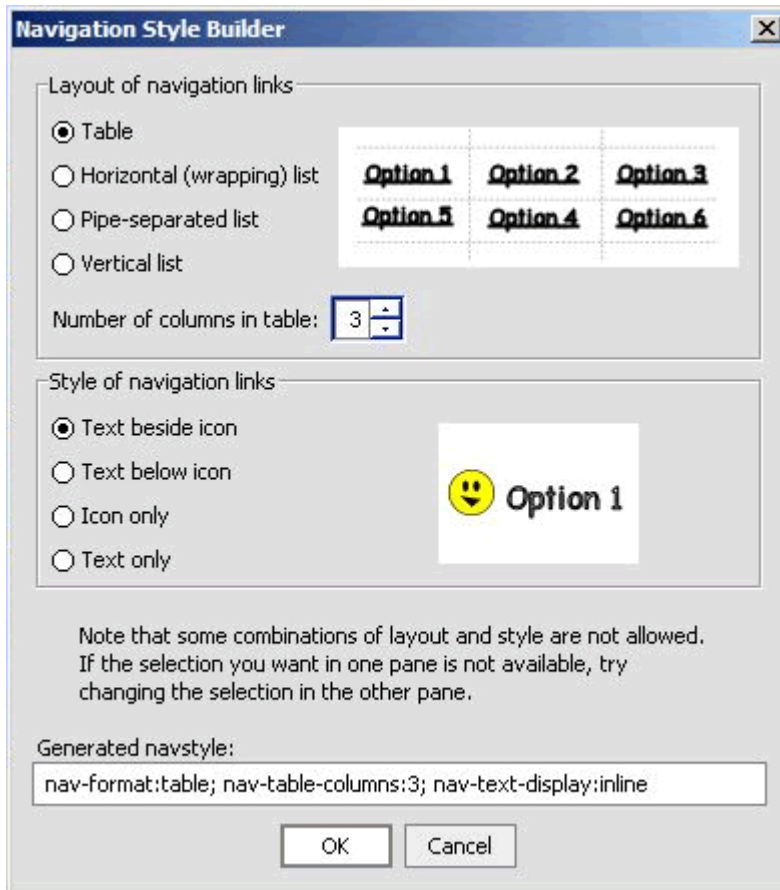 Navigation Style Builder
Layout of navigation links
Table
Horizontal (wrapping) list
Pipe-separated list
Vertical list
Option 1 Option 2 Option 3
Option 5 Option 4 Option 6
Number of columns in table: 3
Style of navigation links
Text beside icon
Text below icon
Icon only
Text only
Option 1
Note that some combinations of layout and style are not allowed.
If the selection you want in one pane is not available, try
changing the selection in the other pane.
Generated navstyle:
nav-format:table; nav-table-columns:3; nav-text-display:inline
OK Cancel